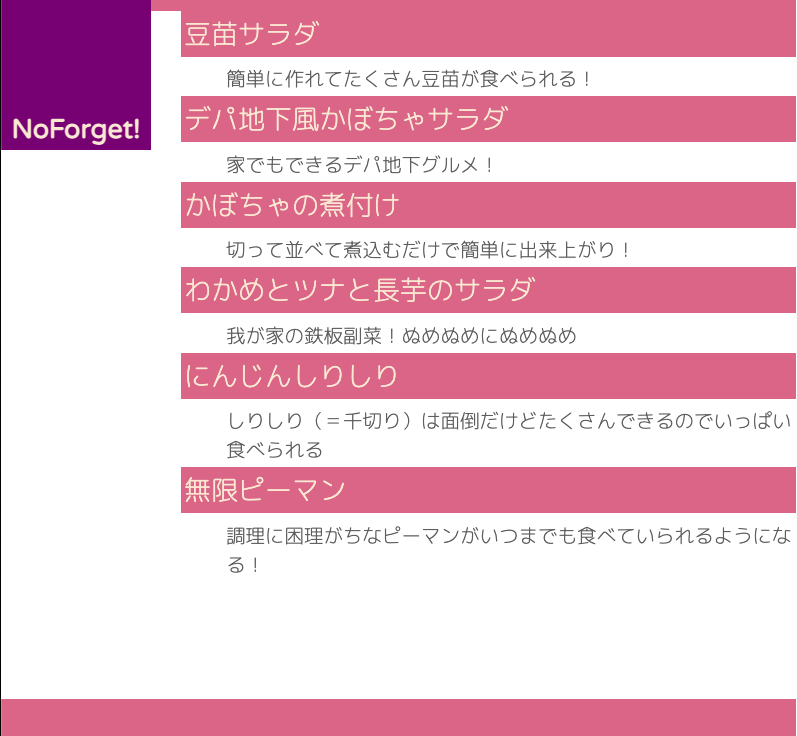 NoForget!
豆苗サラダ
簡単に作れてたくさん豆苗が食べられる！
デパ地下風かぼちゃサラダ
家でもできるデパ地下グルメ！
かぼちゃの煮付け
切って並べて煮込むだけで簡単に出来上がり！
わかめとツナと長芋のサラダ
我が家の鉄板副菜！ぬめぬめにぬめぬめ
にんじんしりしり
しりしり（＝千切り）は面倒だけどたくさんできるのでいっぱい
食べられる
無限ピーマン
調理に困理がちなピーマンがいつまでも食べていられるようにな
る！